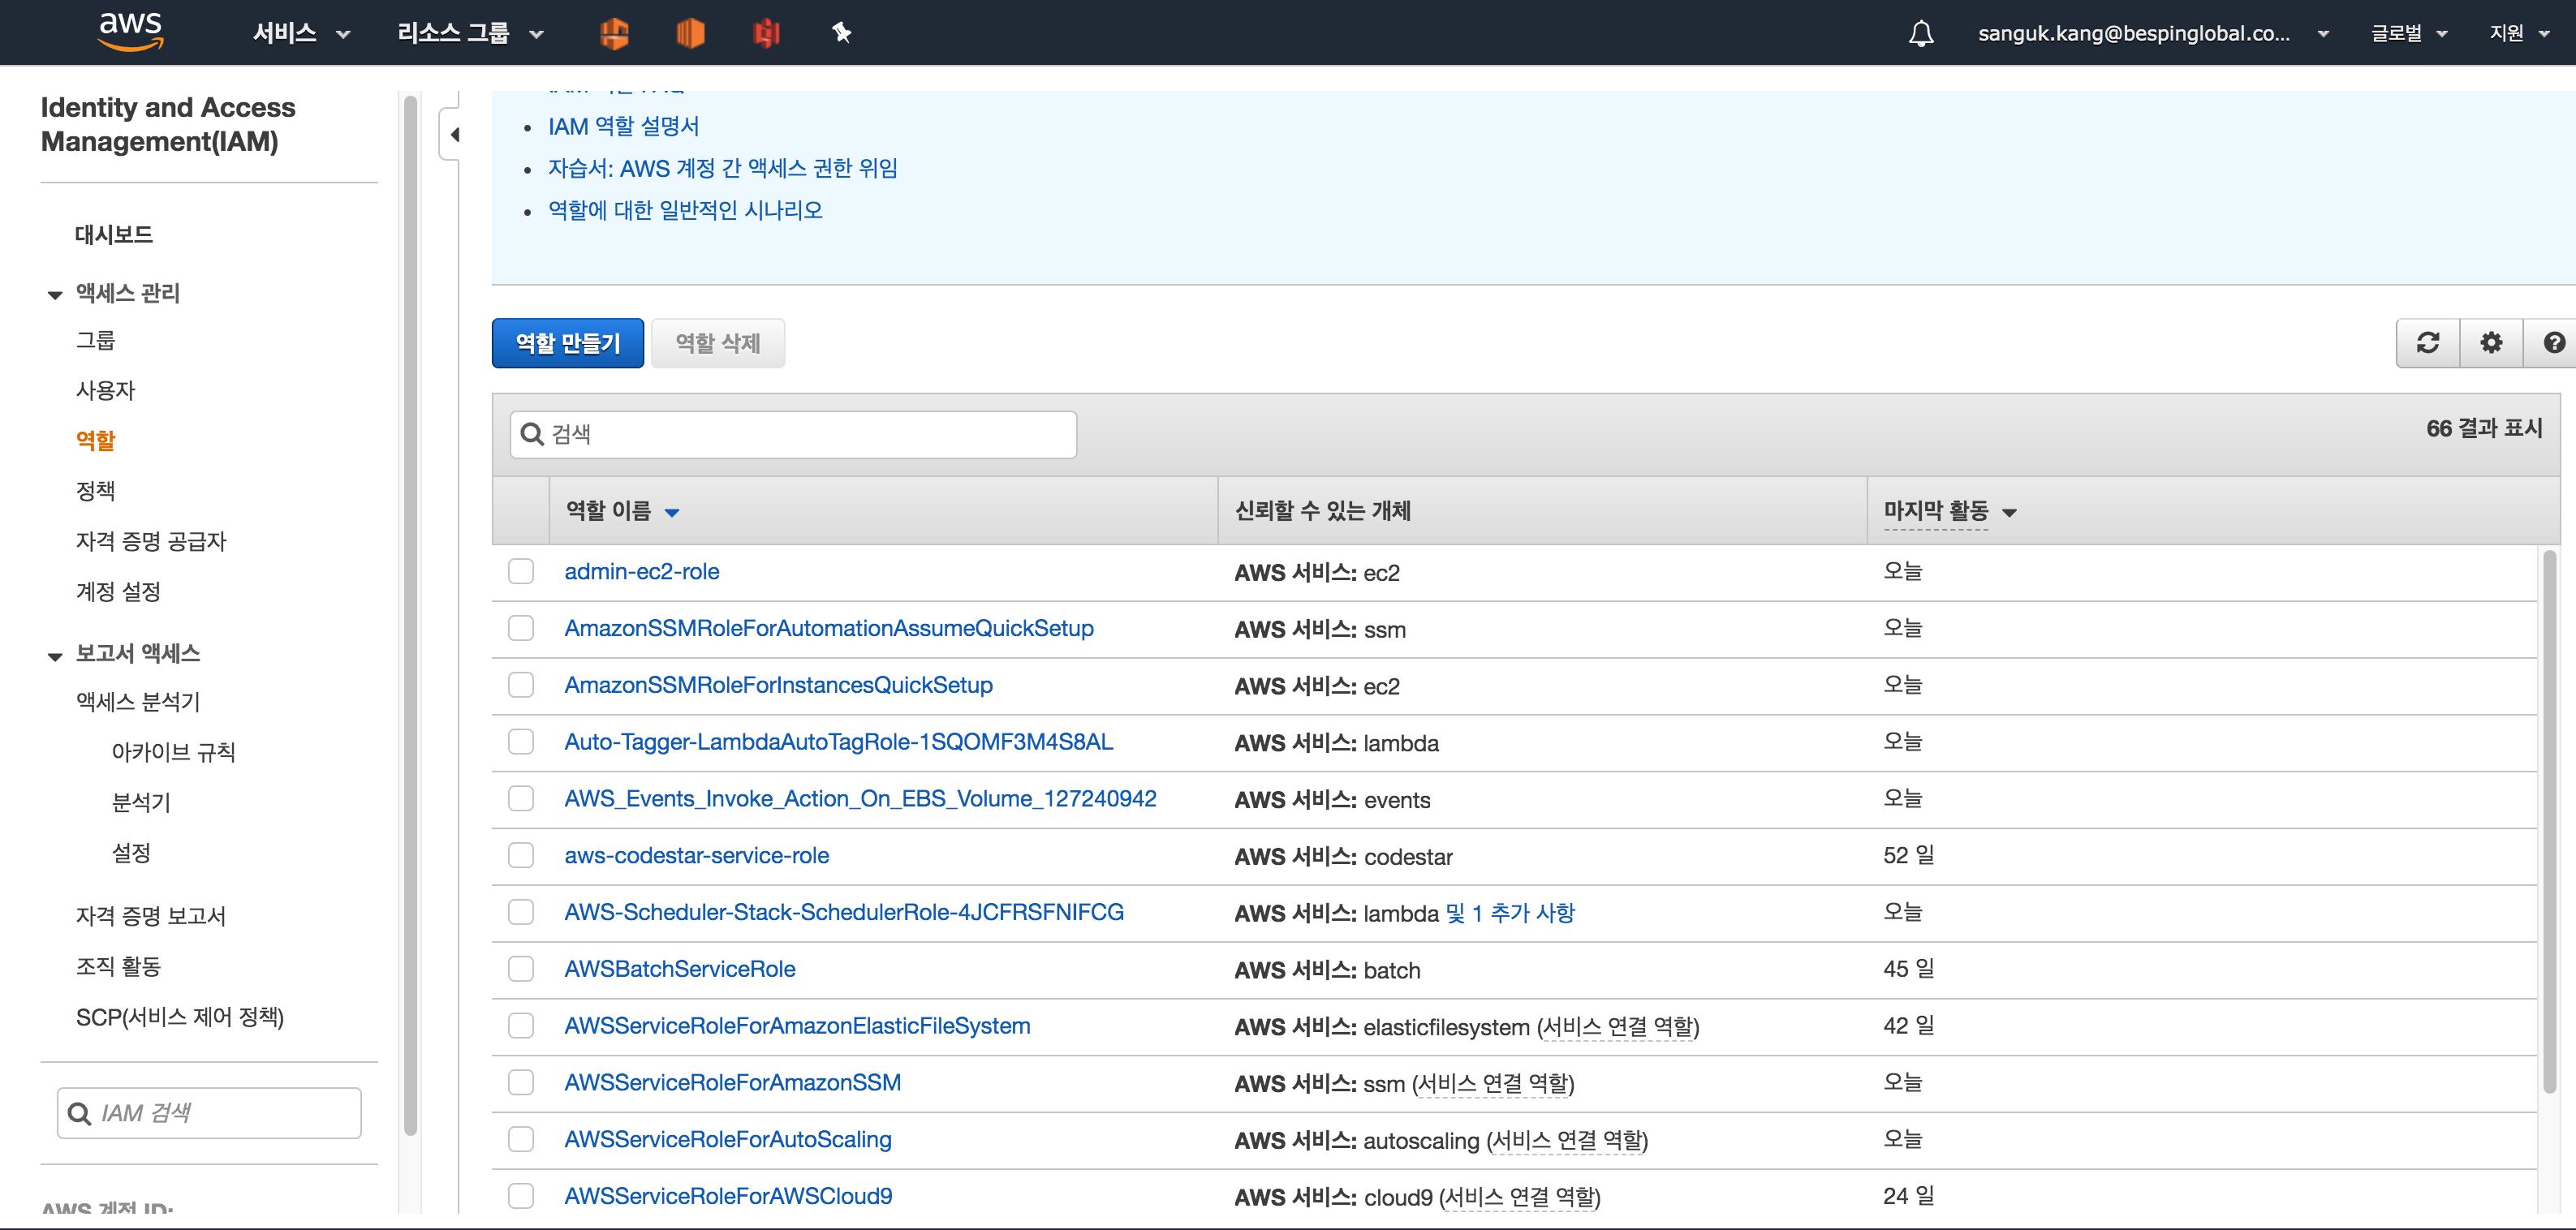 aws
서비스
리소스 그룹
sanguk.kang@bespinglobal.co...
글로벌
지원
Identity and Access
Management(IAM)
대시보드
액세스 관리
그룹
사용자
역할
정책
자격 증명 공급자
계정 설정
보고서 액세스
액세스 분석기
아카이브 규칙
분석기
설정
자격 증명 보고서
조직 활동
SCP(서비스 제어 정책)
IAM 검색
AWS 계정 ID:
IAM 역할 설명서
자습서: AWS 계정 간 액세스 권한 위임
역할에 대한 일반적인 시나리오
역할 만들기
역할 삭제
검색
66 결과 표시
역할 이름 신뢰할 수 있는 개체 마지막 활동
admin-ec2-role AWS 서비스: ec2 오늘
AmazonSSMRoleForAutomationAssumeQuickSetup AWS 서비스: ssm 오늘
AmazonSSMRoleForInstancesQuickSetup AWS 서비스: ec2 오늘
Auto-Tagger-LambdaAutoTagRole-1SQOMF3M4S8AL AWS 서비스: lambda 오늘
AWS_Events_Invoke_Action_On_EBS_Volume_127240942 AWS 서비스: events 오늘
aws-codestar-service-role AWS 서비스: codestar 52 일
AWS-Scheduler-Stack-SchedulerRole-4JCFRSFNIFCG AWS 서비스: lambda 및 1 추가 사항 오늘
AWSBatchServiceRole AWS 서비스: batch 45 일
AWSServiceRoleForAmazonElasticFileSystem AWS 서비스: elasticfilesystem (서비스 연결 역할) 42 일
AWSServiceRoleForAmazonSSM AWS 서비스: ssm (서비스 연결 역할) 오늘
AWSServiceRoleForAutoScaling AWS 서비스: autoscaling (서비스 연결 역할) 오늘
AWSServiceRoleForAWSCloud9 AWS 서비스: cloud9 (서비스 연결 역할) 24 일